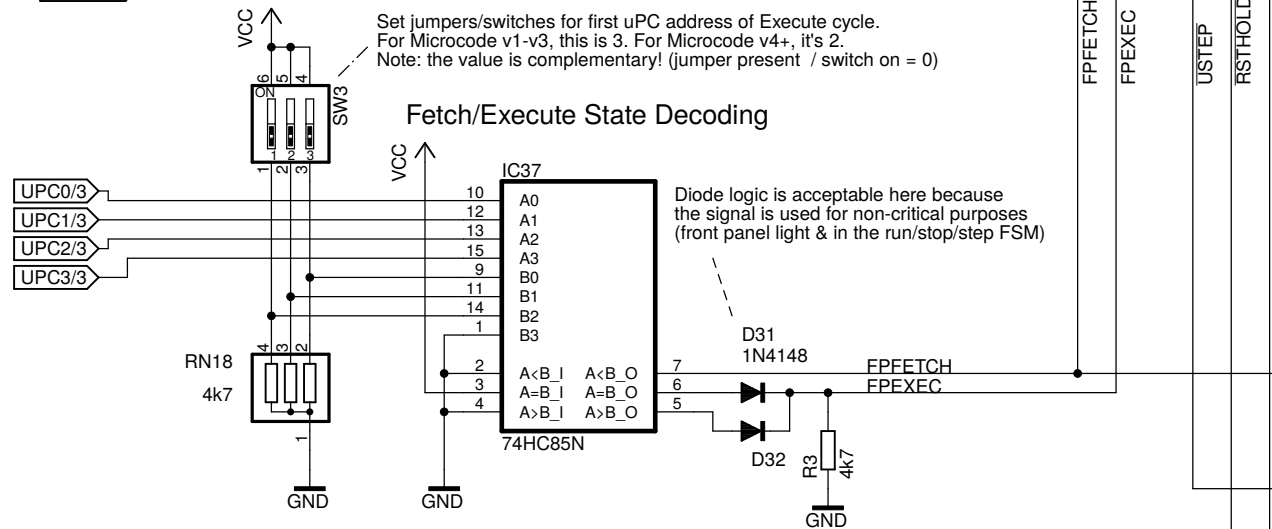 VCC
Set jumpers/switches for first uPC address of Execute cycle.
For Microcode v1-v3, this is 3. For Microcode v4+, it's 2.
Note: the value is complementary! (jumper present / switch on = 0)
FPFETCH
FPEXEC
USTEP
RSTHOLD
6
5
4
ON
1
2
3
SW3
1
2
3
Fetch/Execute State Decoding
VCC
IC37
UPC0/3
UPC1/3
UPC2/3
UPC3/3
10 A0
12 A1
13 A2
15 A3
9 B0
11 B1
14 B2
1 B3
2 A<B_I A<B_O 7
3 A=B_I A=B_O 6
4 A>B_I A>B_O 5
74HC85N
Diode logic is acceptable here because
the signal is used for non-critical purposes
(front panel light & in the run/stop/step FSM)
D31
1N4148
FPFETCH
FPEXEC
D32
R3
4k7
RN18
4k7
4
3
2
1
GND
GND
GND